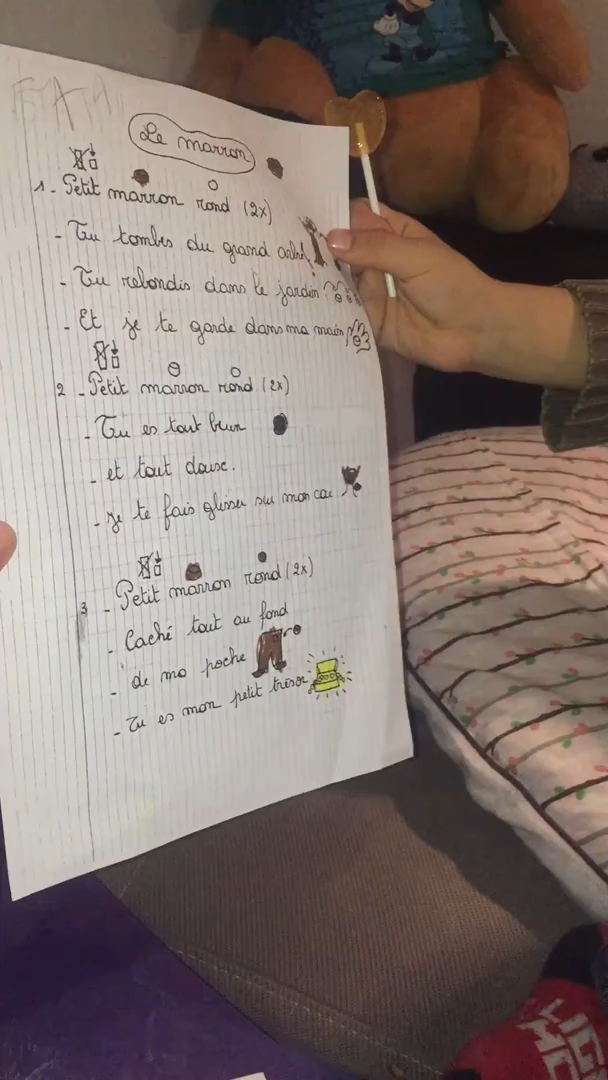 Le marron
1 - Petit marron rond (2x)
- Tu tombes du grand arbre
- Tu rebondis dans le jardin
- Et je te garde dans ma main
2 - Petit marron rond (2x)
- Tu es tout brun
- et tout doux.
- je te fais glisser sur mon cou
3 - Petit marron rond (2x)
- Caché tout au fond
- de ma poche
- Tu es mon petit trésor